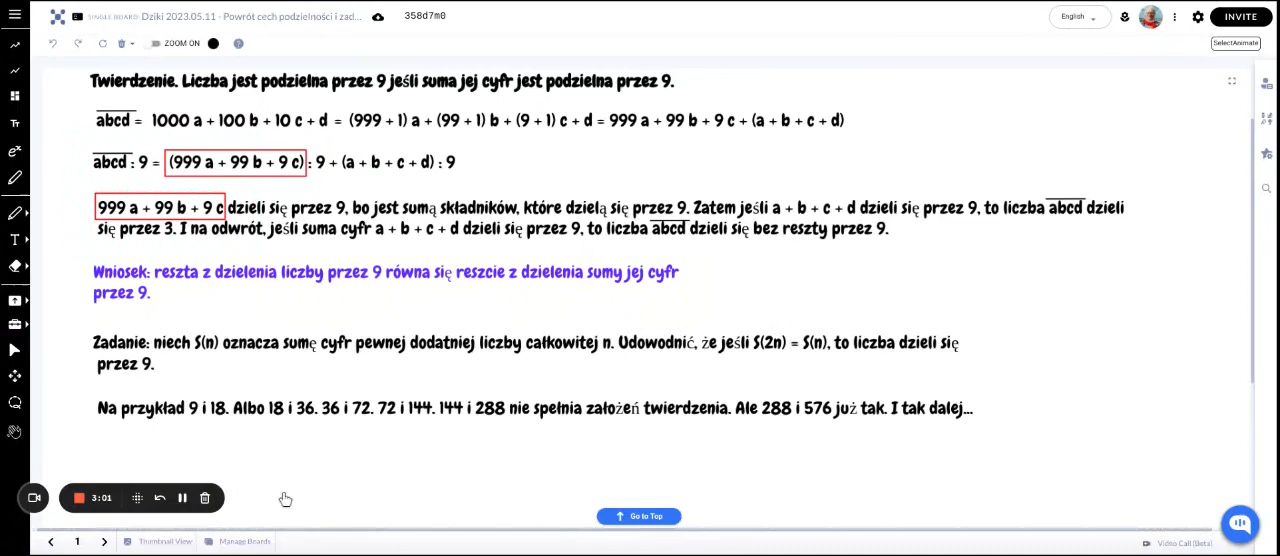 SINGLE BOARD: Dziki 2023.05.11 - Powrót cech podzielności i zad... 358d7m0 English INVITE
ZOOM ON SelectAnimate
Twierdzenie. Liczba jest podzielna przez 9 jeśli suma jej cyfr jest podzielna przez 9.
abcd = 1000 a + 100 b + 10 c + d = (999 + 1) a + (99 + 1) b + (9 + 1) c + d = 999 a + 99 b + 9 c + (a + b + c + d)
abcd : 9 = (999 a + 99 b + 9 c) : 9 + (a + b + c + d) : 9
999 a + 99 b + 9 c dzieli się przez 9, bo jest sumą składników, które dzielą się przez 9. Zatem jeśli a + b + c + d dzieli się przez 9, to liczba abcd dzieli
się przez 3. I na odwrót, jeśli suma cyfr a + b + c + d dzieli się przez 9, to liczba abcd dzieli się bez reszty przez 9.
Wniosek: reszta z dzielenia liczby przez 9 równa się reszcie z dzielenia sumy jej cyfr
przez 9.
Zadanie: niech S(n) oznacza sumę cyfr pewnej dodatniej liczby całkowitej n. Udowodnić, że jeśli S(2n) = S(n), to liczba dzieli się
przez 9.
Na przykład 9 i 18. Albo 18 i 36. 36 i 72. 72 i 144. 144 i 288 nie spełnia założeń twierdzenia. Ale 288 i 576 już tak. I tak dalej...
3:01
Go to Top
1 Thumbnail View Manage Boards Video Call (Beta)